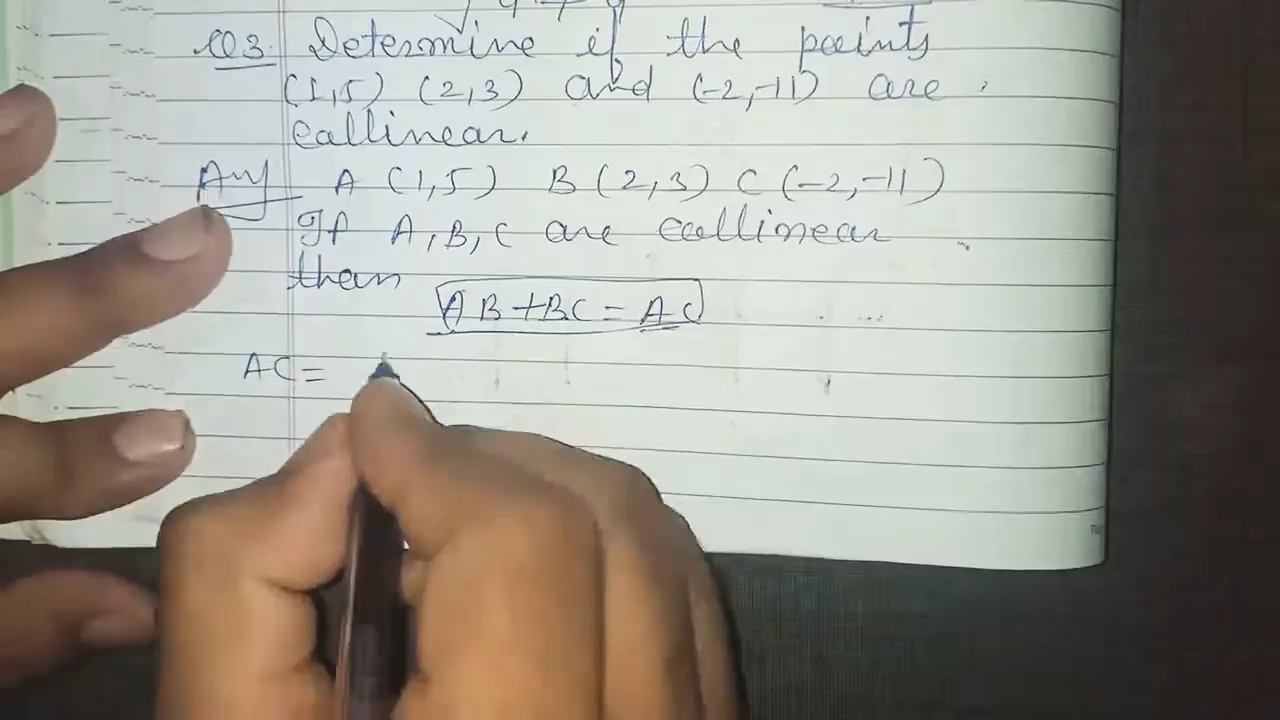 Q3. Determine if the points
(1,5) (2,3) and (-2,-11) are
collinear.
Ans A (1,5) B (2,3) C (-2,-11)
If A, B, C are collinear
then
AB+BC = AC
AC=